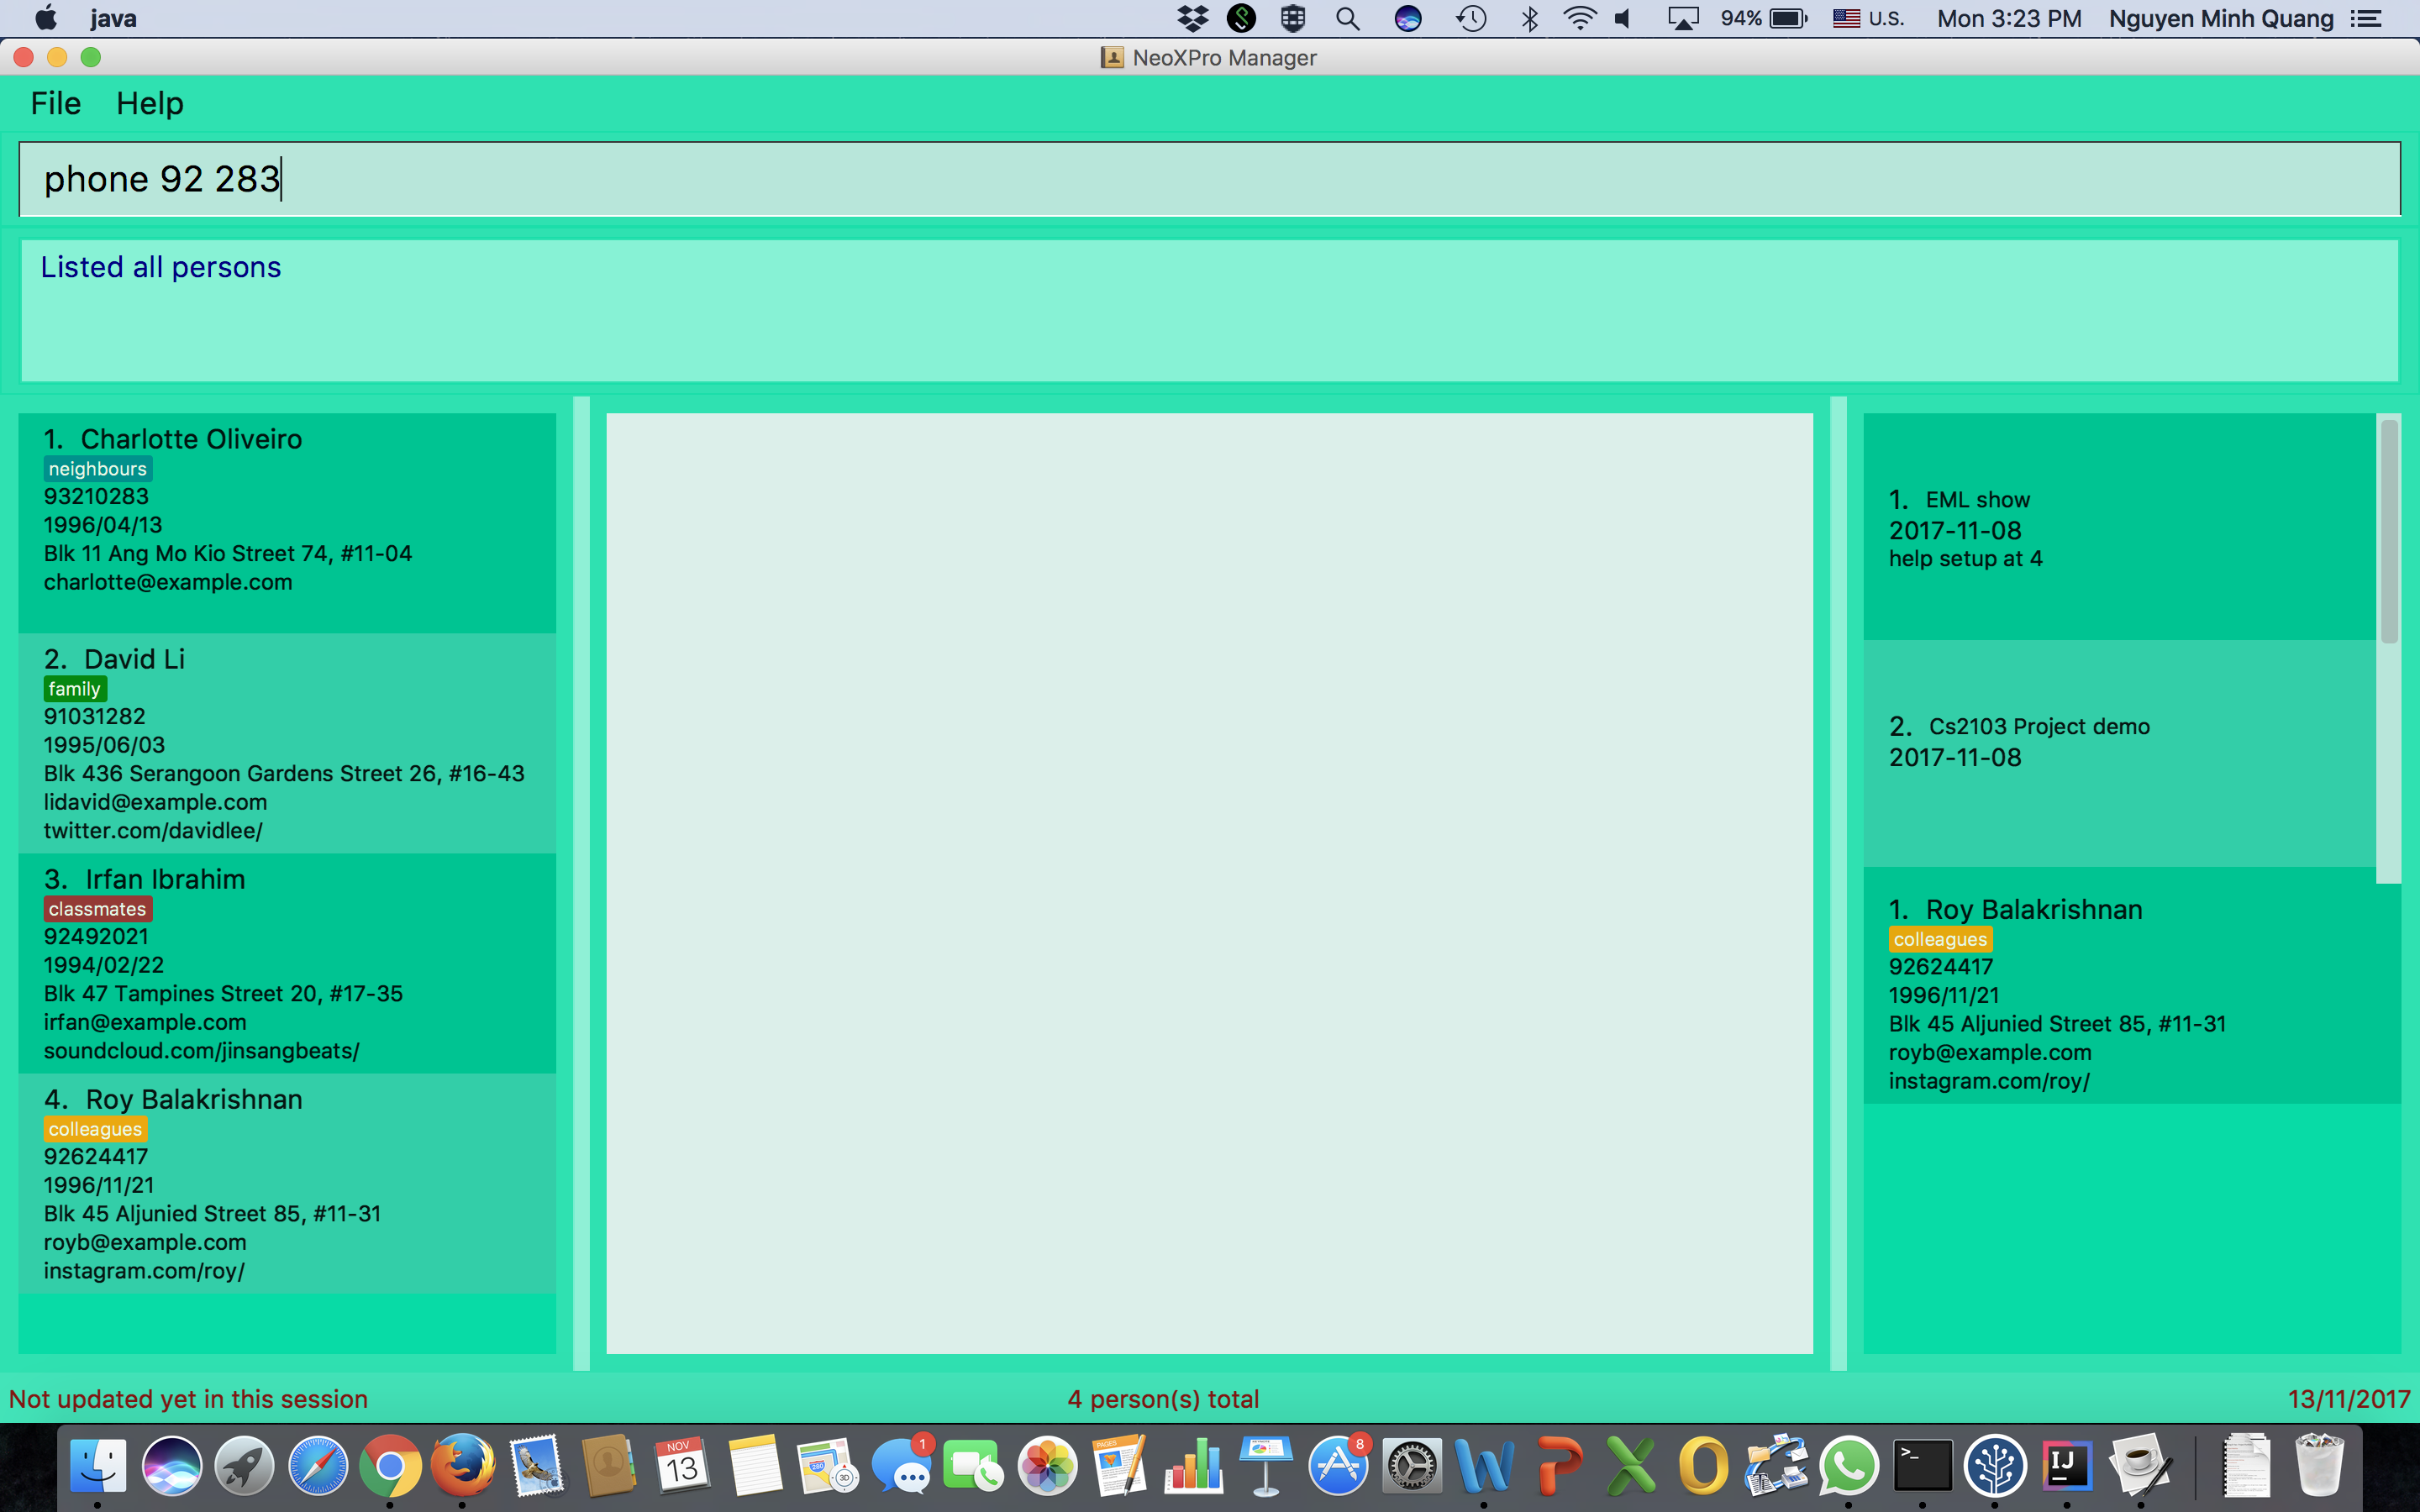 java
94%
U.S.
Mon 3:23 PM
Nguyen Minh Quang
NeoXPro Manager
File Help
phone 92 283
Listed all persons
1. Charlotte Oliveiro
neighbours
93210283
1996/04/13
Blk 11 Ang Mo Kio Street 74, #11-04
charlotte@example.com
2. David Li
family
91031282
1995/06/03
Blk 436 Serangoon Gardens Street 26, #16-43
lidavid@example.com
twitter.com/davidlee/
3. Irfan Ibrahim
classmates
92492021
1994/02/22
Blk 47 Tampines Street 20, #17-35
irfan@example.com
soundcloud.com/jinsangbeats/
4. Roy Balakrishnan
colleagues
92624417
1996/11/21
Blk 45 Aljunied Street 85, #11-31
royb@example.com
instagram.com/roy/
1. EML show
2017-11-08
help setup at 4
2. Cs2103 Project demo
2017-11-08
1. Roy Balakrishnan
colleagues
92624417
1996/11/21
Blk 45 Aljunied Street 85, #11-31
royb@example.com
instagram.com/roy/
Not updated yet in this session
4 person(s) total
13/11/2017
NOV
13
280
3D
1
PAGES
8
>_
IJ